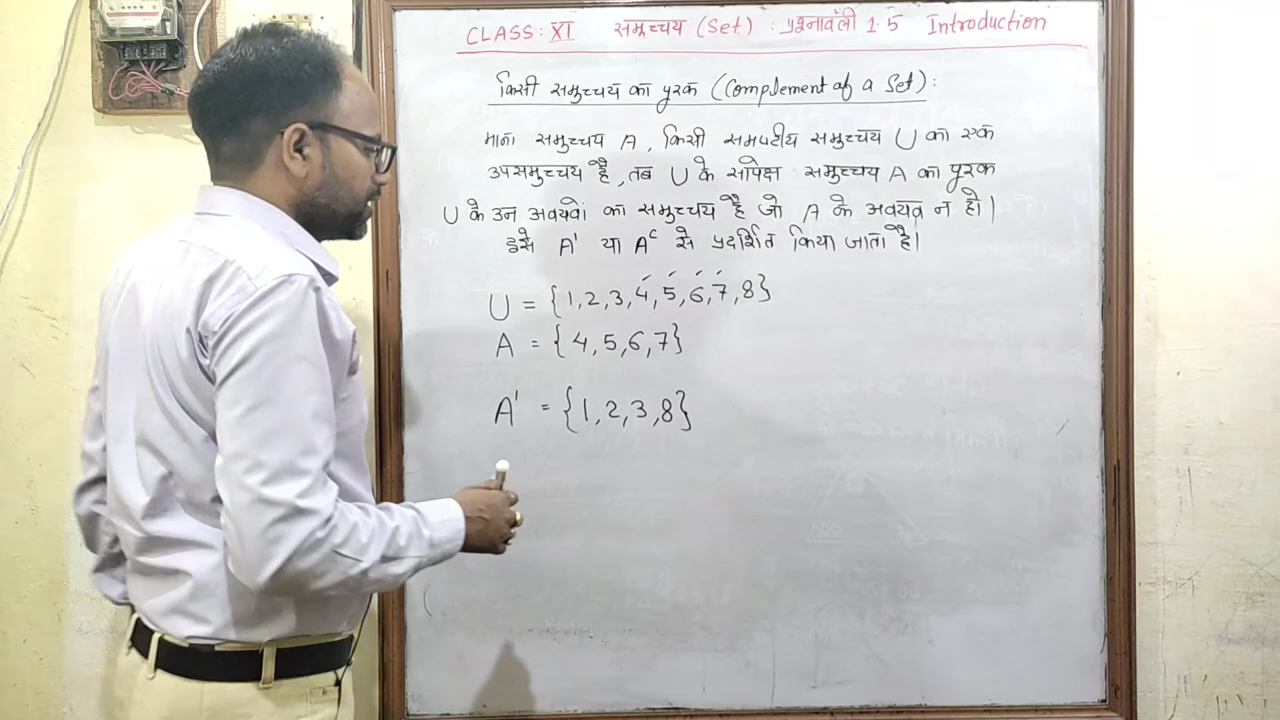 CLASS: XI समुच्चय (Set) : प्रश्नावली 1.5 Introduction
किसी समुच्चय का पूरक (Complement of a Set) :
माना समुच्चय A, किसी समष्टीय समुच्चय U का एक
उपसमुच्चय है, तब U के सापेक्ष समुच्चय A का पूरक
U के उन अवयवों का समुच्चय है जो A के अवयव न हो।
इसे A' या Aᶜ से प्रदर्शित किया जाता है।
U = {1,2,3,4,5,6,7,8}
A = {4,5,6,7}
A' = {1,2,3,8}